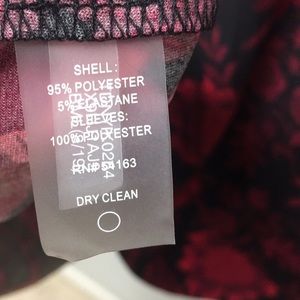 SHELL:
95% POLYESTER
5% ELASTANE
SLEEVES:
100% POLYESTER
RN#54163
DRY CLEAN